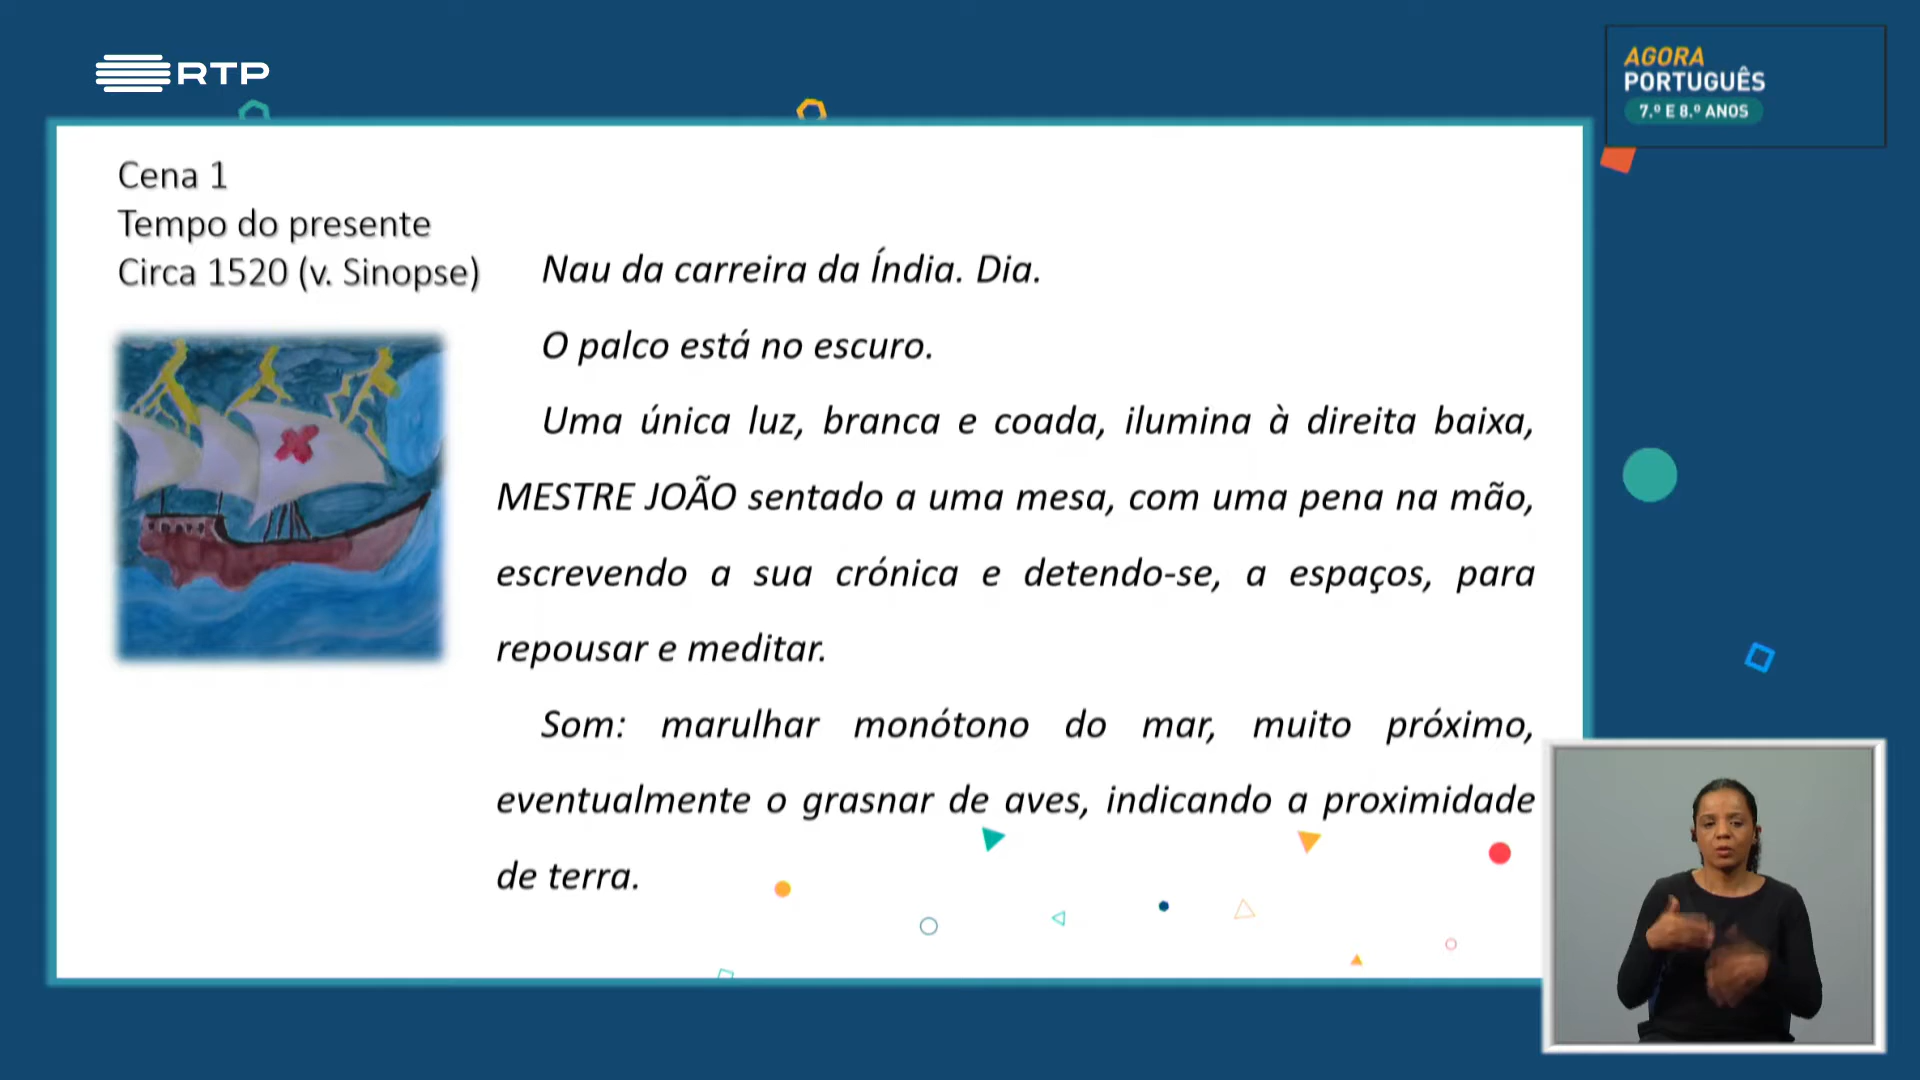 RTP
AGORA
PORTUGUÊS
7.º E 8.º ANOS
Cena 1
Tempo do presente
Circa 1520 (v. Sinopse)
Nau da carreira da Índia. Dia.
O palco está no escuro.
Uma única luz, branca e coada, ilumina à direita baixa,
MESTRE JOÃO sentado a uma mesa, com uma pena na mão,
escrevendo a sua crónica e detendo-se, a espaços, para
repousar e meditar.
Som: marulhar monótono do mar, muito próximo,
eventualmente o grasnar de aves, indicando a proximidade
de terra.